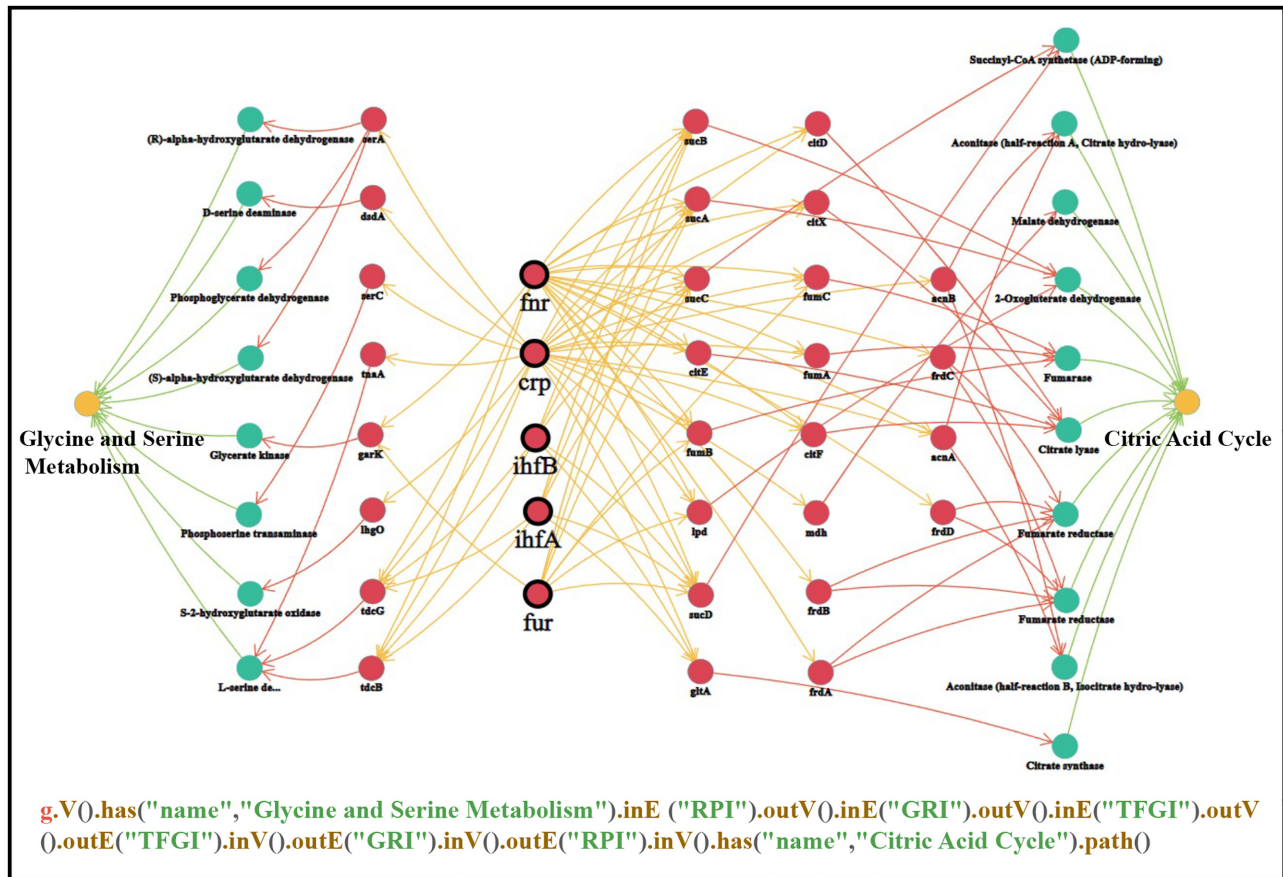 Succinyl-CoA synthetase (ADP-forming)
(R)-alpha-hydroxyglutarate dehydrogenase
serA
sucB
citD
Aconitase (half-reaction A, Citrate hydro-lyase)
D-serine deaminase
dsdA
sucA
citX
Malate dehydrogenase
Phosphoglycerate dehydrogenase
serC
fnr
sucC
fumC
acnB
2-Oxogluterate dehydrogenase
(S)-alpha-hydroxyglutarate dehydrogenase
tnaA
crp
citE
fumA
frdC
Fumarase
Glycine and Serine
Metabolism
Citric Acid Cycle
Glycerate kinase
garK
ihfB
fumB
citF
acnA
Citrate lyase
Phosphoserine transaminase
lhgO
ihfA
lpd
mdh
frdD
Fumarate reductase
S-2-hydroxyglutarate oxidase
tdcG
fur
sucD
frdB
Fumarate reductase
L-serine de...
tdcB
gltA
frdA
Aconitase (half-reaction B, Isocitrate hydro-lyase)
Citrate synthase
g.V().has("name","Glycine and Serine Metabolism").inE ("RPI").outV().inE("GRI").outV().inE("TFGI").outV
().outE("TFGI").inV().outE("GRI").inV().outE("RPI").inV().has("name","Citric Acid Cycle").path()